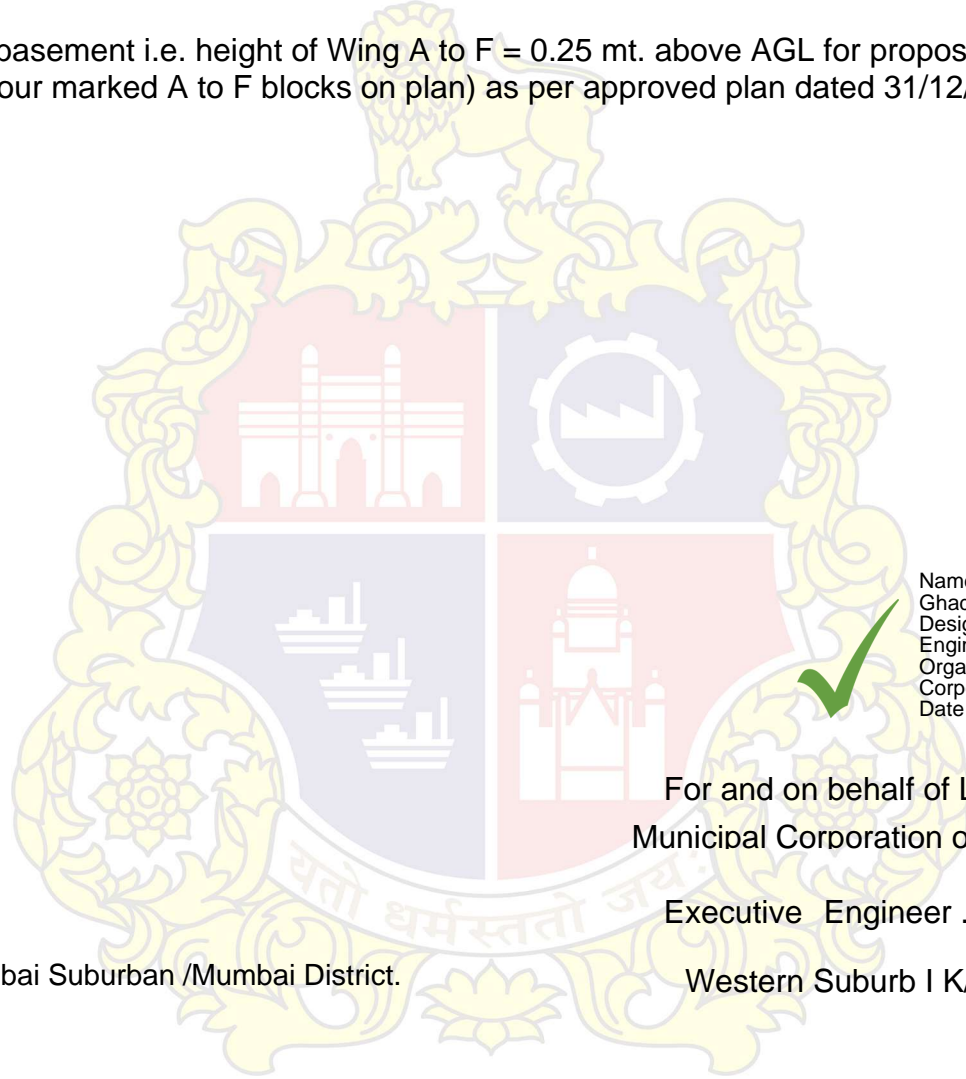 basement i.e. height of Wing A to F = 0.25 mt. above AGL for propos
our marked A to F blocks on plan) as per approved plan dated 31/12/
Name
Ghad
Desig
Engin
Orga
Corp
Date
For and on behalf of L
Municipal Corporation o
Executive Engineer .
bai Suburban /Mumbai District.
Western Suburb I K/
यतो धर्मस्ततो जय: